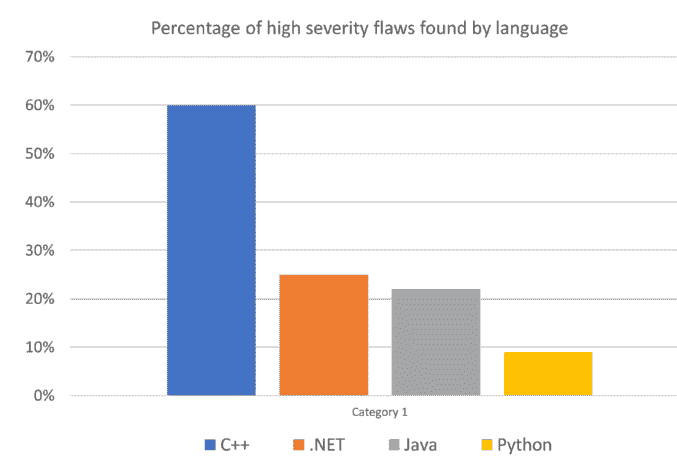 Percentage of high severity flaws found by language
70%
60%
50%
40%
30%
20%
10%
0%
Category 1
C++ .NET Java Python